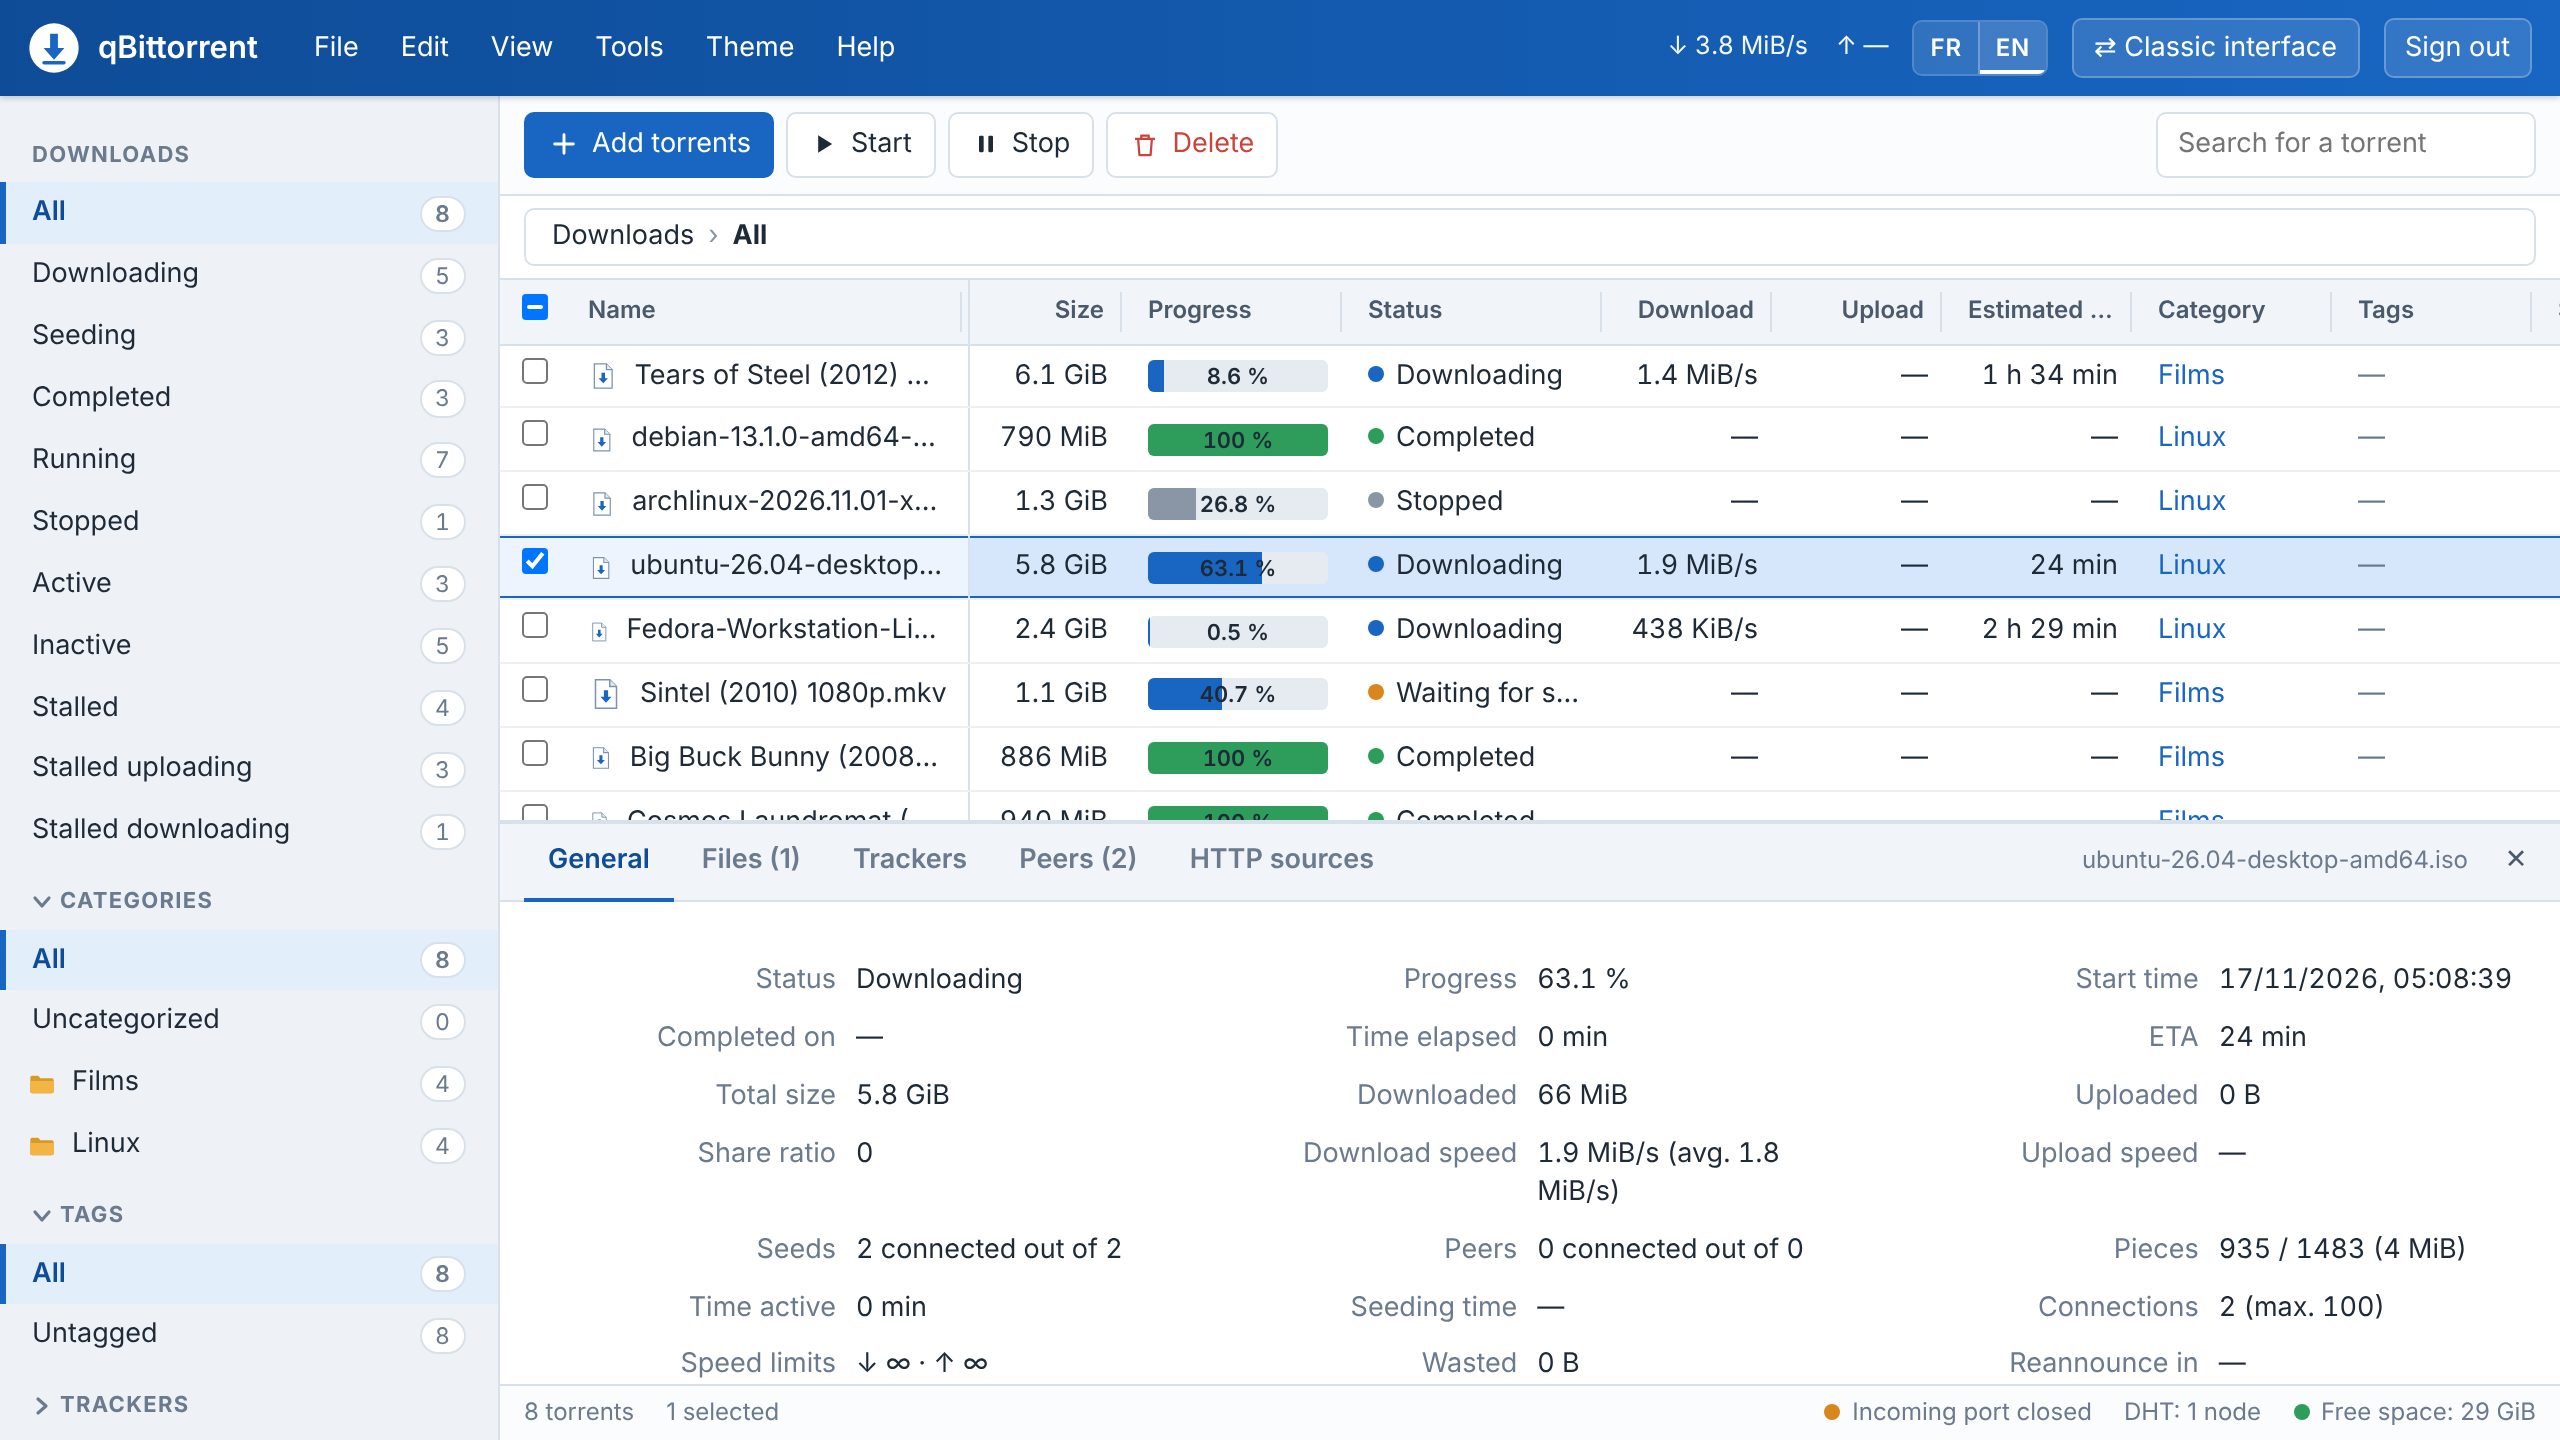 qBittorrent File Edit View Tools Theme Help ↓ 3.8 MiB/s ↑ — FR EN ⇄ Classic interface Sign out
DOWNLOADS
All 8
Downloading 5
Seeding 3
Completed 3
Running 7
Stopped 1
Active 3
Inactive 5
Stalled 4
Stalled uploading 3
Stalled downloading 1
CATEGORIES
All 8
Uncategorized 0
Films 4
Linux 4
TAGS
All 8
Untagged 8
TRACKERS
+ Add torrents Start Stop Delete Search for a torrent
Downloads › All
Name Size Progress Status Download Upload Estimated ... Category Tags
Tears of Steel (2012) ... 6.1 GiB 8.6 % Downloading 1.4 MiB/s — 1 h 34 min Films —
debian-13.1.0-amd64-... 790 MiB 100 % Completed — — — Linux —
archlinux-2026.11.01-x... 1.3 GiB 26.8 % Stopped — — — Linux —
ubuntu-26.04-desktop... 5.8 GiB 63.1 % Downloading 1.9 MiB/s — 24 min Linux —
Fedora-Workstation-Li... 2.4 GiB 0.5 % Downloading 438 KiB/s — 2 h 29 min Linux —
Sintel (2010) 1080p.mkv 1.1 GiB 40.7 % Waiting for s... — — — Films —
Big Buck Bunny (2008... 886 MiB 100 % Completed — — — Films —
Cosmos Laundromat (... 940 MiB 100 % Completed Films
General Files (1) Trackers Peers (2) HTTP sources ubuntu-26.04-desktop-amd64.iso ✕
Status Downloading Progress 63.1 % Start time 17/11/2026, 05:08:39
Completed on — Time elapsed 0 min ETA 24 min
Total size 5.8 GiB Downloaded 66 MiB Uploaded 0 B
Share ratio 0 Download speed 1.9 MiB/s (avg. 1.8 Upload speed —
MiB/s)
Seeds 2 connected out of 2 Peers 0 connected out of 0 Pieces 935 / 1483 (4 MiB)
Time active 0 min Seeding time — Connections 2 (max. 100)
Speed limits ↓ ∞ · ↑ ∞ Wasted 0 B Reannounce in —
8 torrents 1 selected Incoming port closed DHT: 1 node Free space: 29 GiB